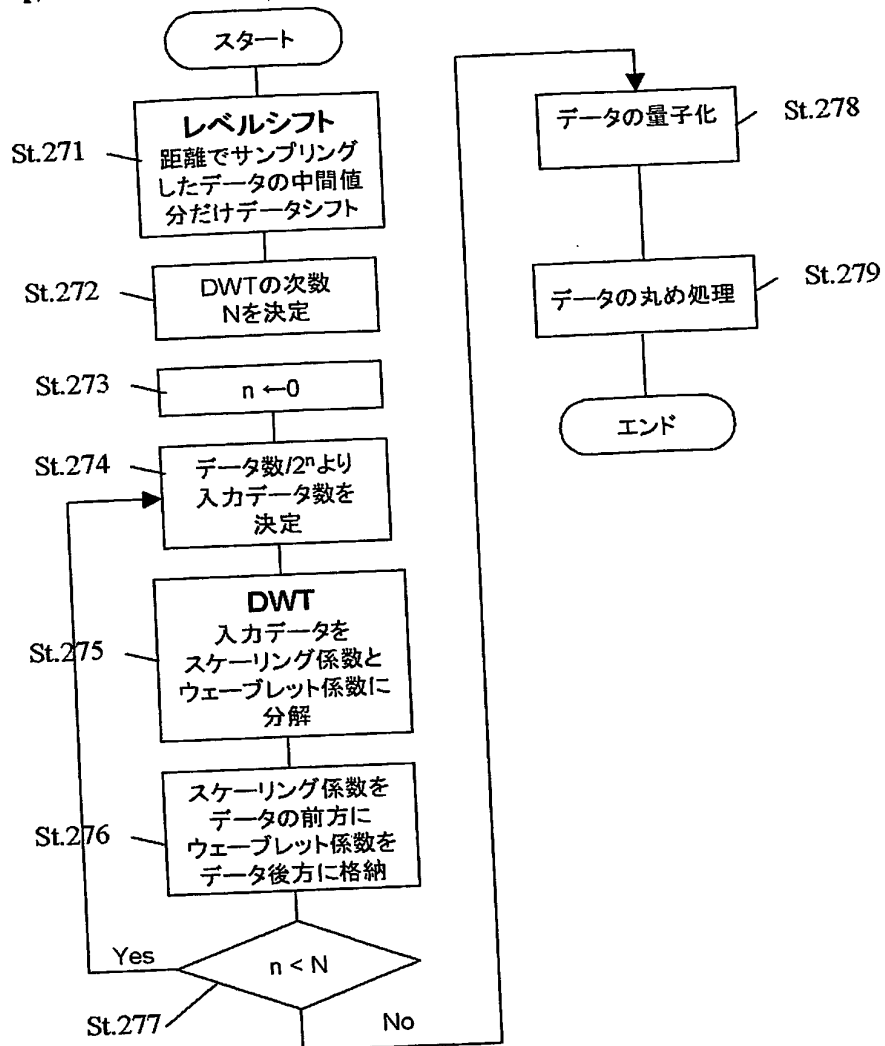 スタート
St.271
レベルシフト
距離でサンプリング
したデータの中間値
分だけデータシフト
St.272
DWTの次数
Nを決定
St.273
n ←0
St.274
データ数/2ⁿより
入力データ数を
決定
St.275
DWT
入力データを
スケーリング係数と
ウェーブレット係数に
分解
St.276
スケーリング係数を
データの前方に
ウェーブレット係数を
データ後方に格納
Yes
n < N
St.277
No
データの量子化
St.278
データの丸め処理
St.279
エンド